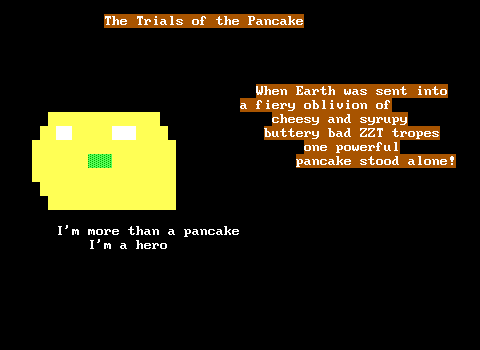 The Trials of the Pancake
When Earth was sent into
a fiery oblivion of
cheesy and syrupy
buttery bad ZZT tropes
one powerful
pancake stood alone!
I'm more than a pancake
I'm a hero